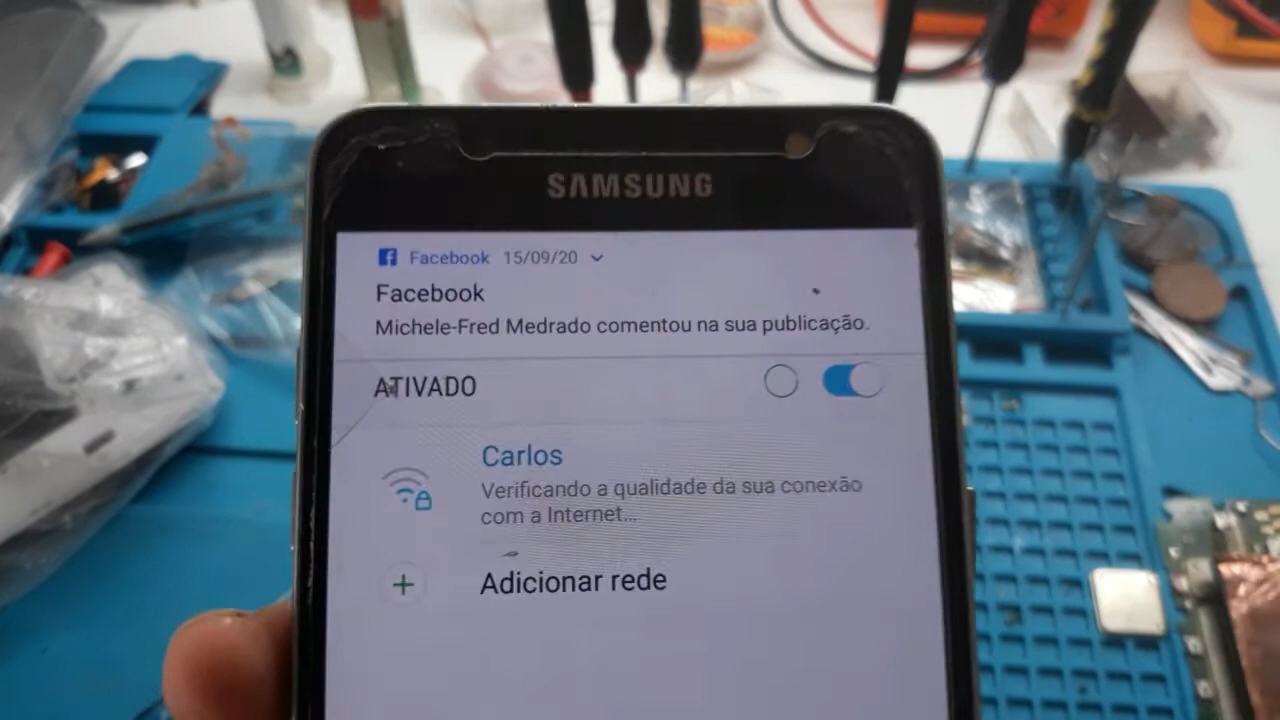 SAMSUNG
Facebook 15/09/20
Facebook
Michele-Fred Medrado comentou na sua publicação.
ATIVADO
Carlos
Verificando a qualidade da sua conexão
com a Internet...
Adicionar rede